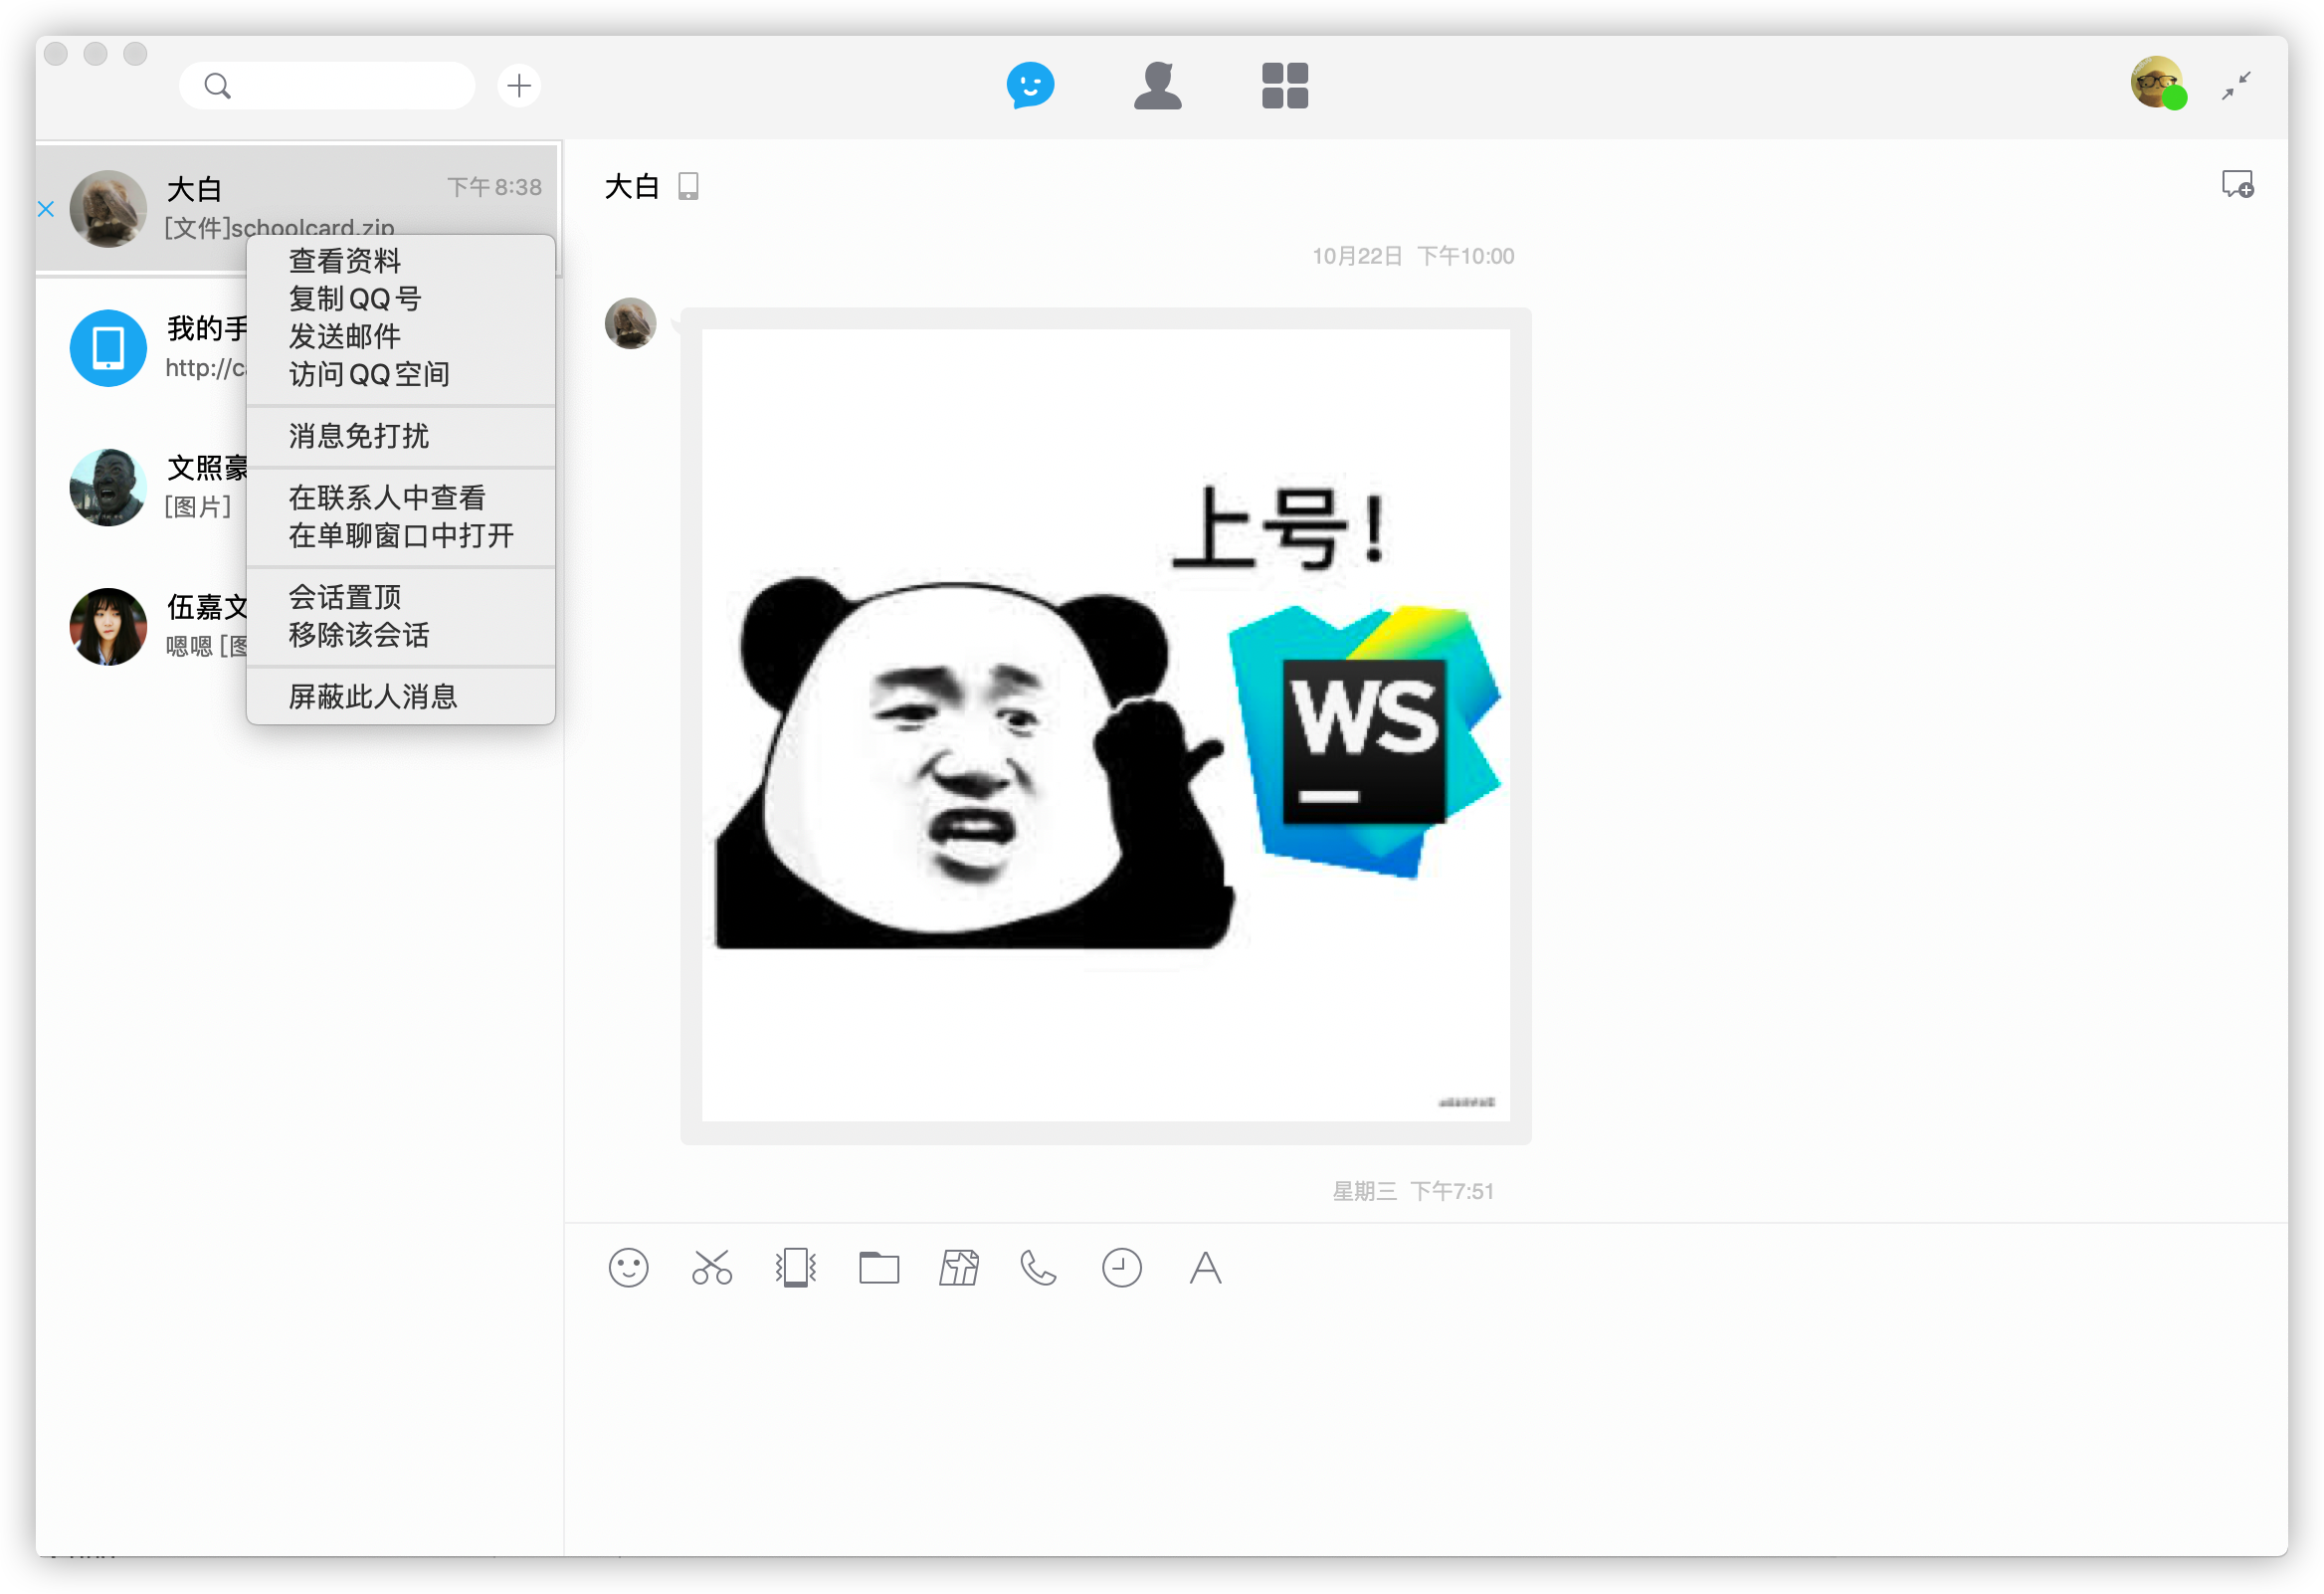 大白
下午 8:38
[文件]schoolcard.zip
我的手
http://ca
文照豪
[图片]
伍嘉文
嗯嗯 [图
查看资料
复制 QQ 号
发送邮件
访问 QQ 空间
消息免打扰
在联系人中查看
在单聊窗口中打开
会话置顶
移除该会话
屏蔽此人消息
大白
10月22日 下午10:00
上号!
WS
星期三 下午7:51